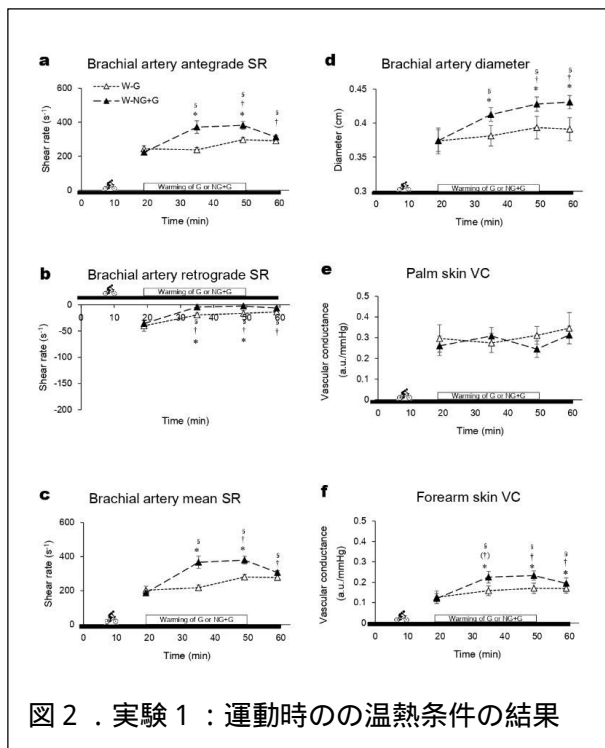 a Brachial artery antegrade SR
W-G
W-NG+G
Shear rate (s⁻¹)
600
400
200
0
§
*
§
†
*
§
†
Warming of G or NG+G
0 10 20 30 40 50 60
Time (min)
b Brachial artery retrograde SR
Warming of G or NG+G
0 10 20 30 40 50 60
Shear rate (s⁻¹)
0
-50
-100
-150
-200
§
*
§
†
*
§
†
Time (min)
c Brachial artery mean SR
Shear rate (s⁻¹)
600
400
200
0
§
*
§
†
*
§
†
Warming of G or NG+G
0 10 20 30 40 50 60
Time (min)
d Brachial artery diameter
Diameter (cm)
0.45
0.4
0.35
0.3
§
*
§
†
*
§
†
*
Warming of G or NG+G
0 10 20 30 40 50 60
Time (min)
e Palm skin VC
Vascular conductance
(a.u./mmHg)
0.5
0.4
0.3
0.2
0.1
0
Warming of G or NG+G
0 10 20 30 40 50 60
Time (min)
f Forearm skin VC
Vascular conductance
(a.u./mmHg)
0.5
0.4
0.3
0.2
0.1
0
§
(†)
*
§
†
*
§
†
*
Warming of G or NG+G
0 10 20 30 40 50 60
Time (min)
図２．実験１：運動時のの温熱条件の結果